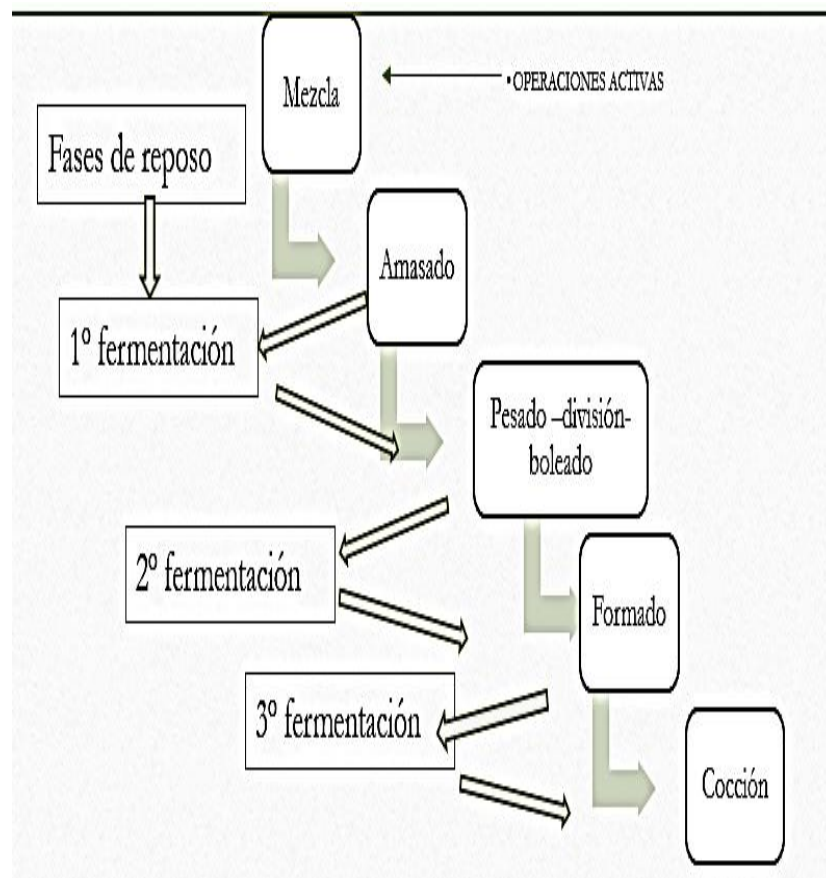 Mezcla
• OPERACIONES ACTIVAS
Fases de reposo
Amasado
1º fermentación
Pesado –división-
boleado
2º fermentación
Formado
3º fermentación
Cocción